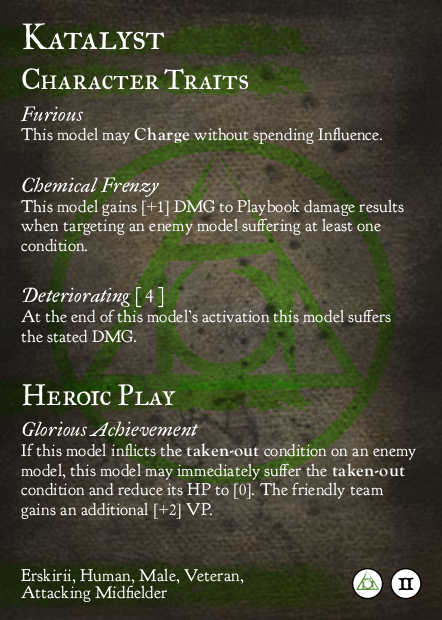 Katalyst
Character Traits
Furious
This model may Charge without spending Influence.
Chemical Frenzy
This model gains [+1] DMG to Playbook damage results
when targeting an enemy model suffering at least one
condition.
Deteriorating [ 4 ]
At the end of this model's activation this model suffers
the stated DMG.
Heroic Play
Glorious Achievement
If this model inflicts the taken-out condition on an enemy
model, this model may immediately suffer the taken-out
condition and reduce its HP to [0]. The friendly team
gains an additional [+2] VP.
Erskirii, Human, Male, Veteran,
Attacking Midfielder
II